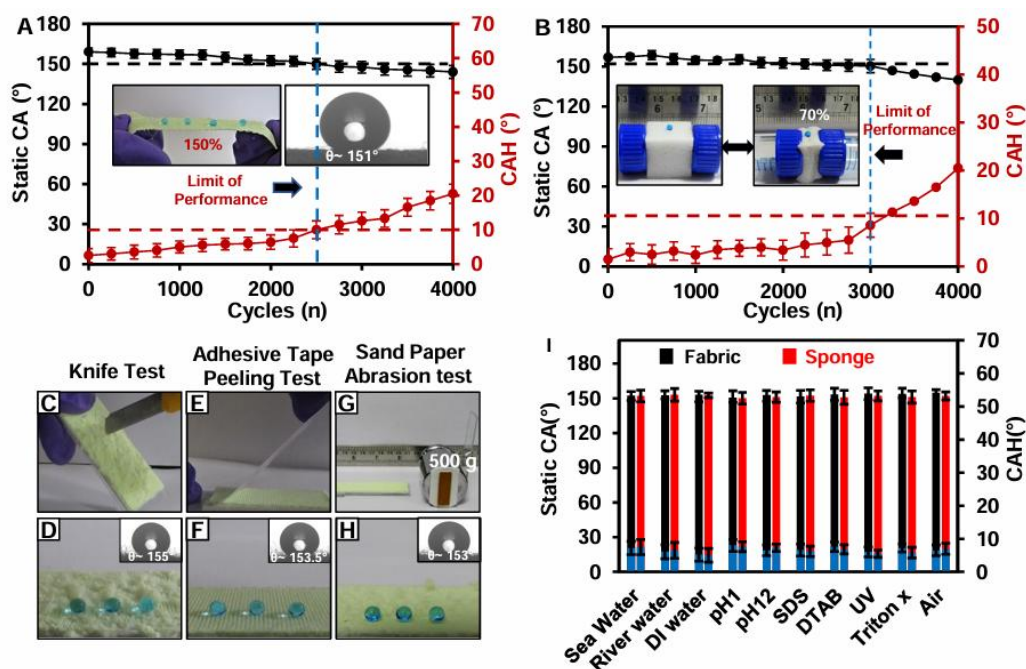 A
180
150
120
90
60
30
0
Static CA (°)
0
1000
2000
3000
4000
Cycles (n)
70
60
50
40
30
20
10
0
CAH (°)
150%
θ~ 151°
Limit of
Performance
B
180
150
120
90
60
30
0
Static CA (°)
0
1000
2000
3000
4000
Cycles (n)
50
40
30
20
10
0
CAH (°)
70%
Limit of
Performance
Knife Test
Adhesive Tape
Peeling Test
Sand Paper
Abrasion test
C
E
G
500 g
D
θ~ 155°
F
θ~ 153.5°
H
θ~ 153°
I
Fabric
Sponge
180
150
120
90
60
30
0
Static CA(°)
70
60
50
40
30
20
10
0
CAH(°)
Sea Water
River water
DI water
pH1
pH12
SDS
DTAB
UV
Triton x
Air